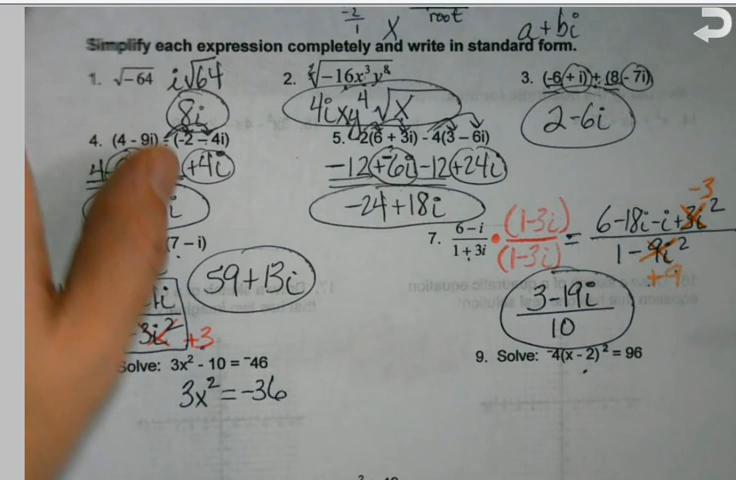 -2
1
x
root
a+bi
Simplify each expression completely and write in standard form.
1. √-64 i√64
8i
2. √-16x³y⁸
4ixy⁴√x
3. (-6 + i) + (8 - 7i)
2-6i
4. (4 - 9i) - (-2 - 4i)
+4i
i
5. -2(6 + 3i) - 4(3 - 6i)
-12 + -6i -12 + 24i
-24 + 18i
(7 - i)
59+13i
3i² +3
7. 6 - i / 1 + 3i • (1-3i) / (1-3i) = 6-18i-i+3i² / 1-9i²
-3
+9
3-19i
10
Solve: 3x² - 10 = -46
3x² = -36
9. Solve: -4(x - 2)² = 96